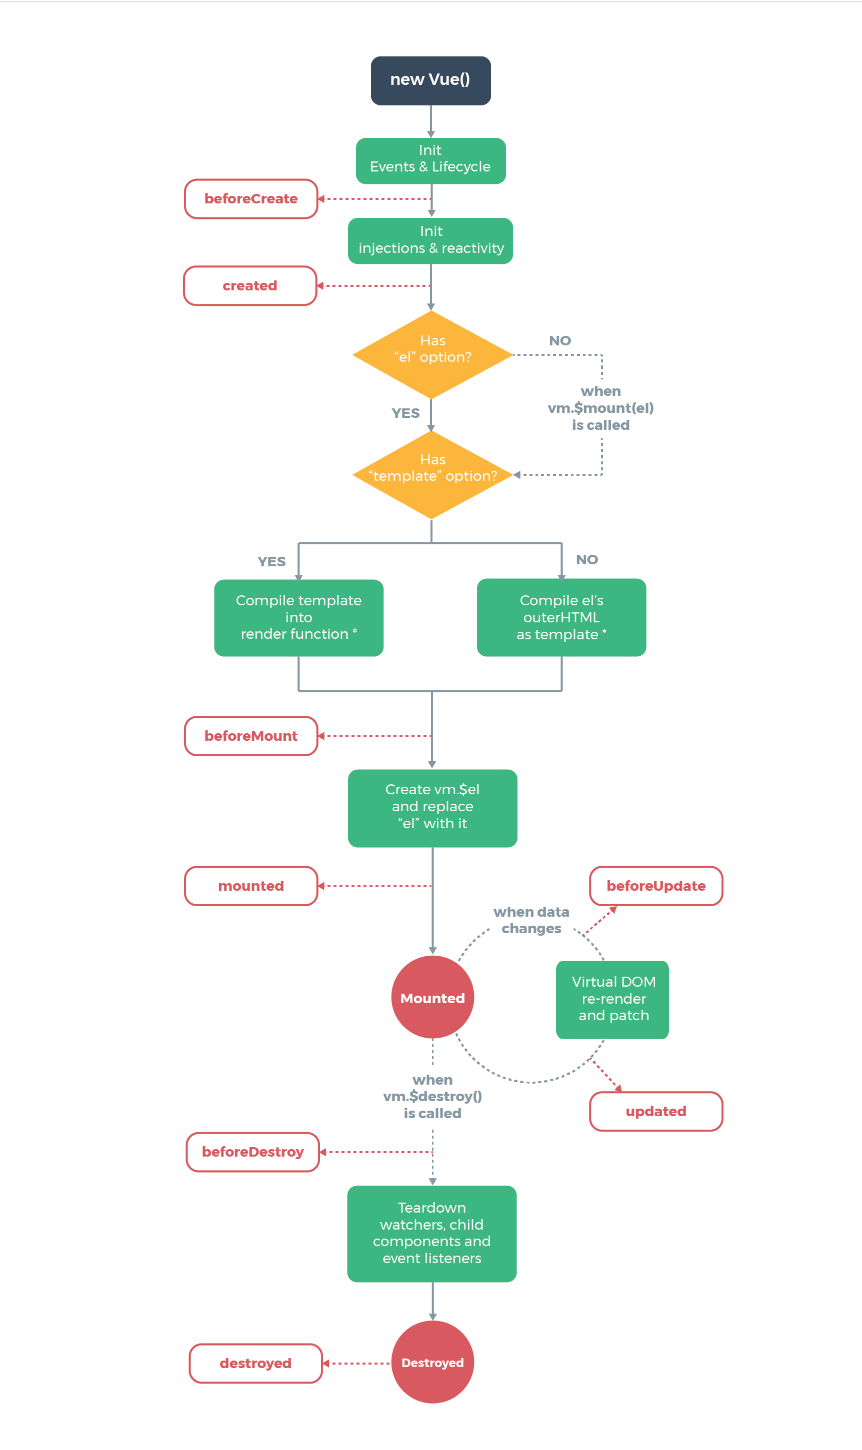 new Vue()
Init
Events & Lifecycle
beforeCreate
Init
injections & reactivity
created
Has
“el” option?
NO
when
vm.$mount(el)
is called
YES
Has
“template” option?
YES
NO
Compile template
into
render function *
Compile el’s
outerHTML
as template *
beforeMount
Create vm.$el
and replace
“el” with it
mounted
beforeUpdate
when data
changes
Mounted
Virtual DOM
re-render
and patch
when
vm.$destroy()
is called
updated
beforeDestroy
Teardown
watchers, child
components and
event listeners
destroyed
Destroyed